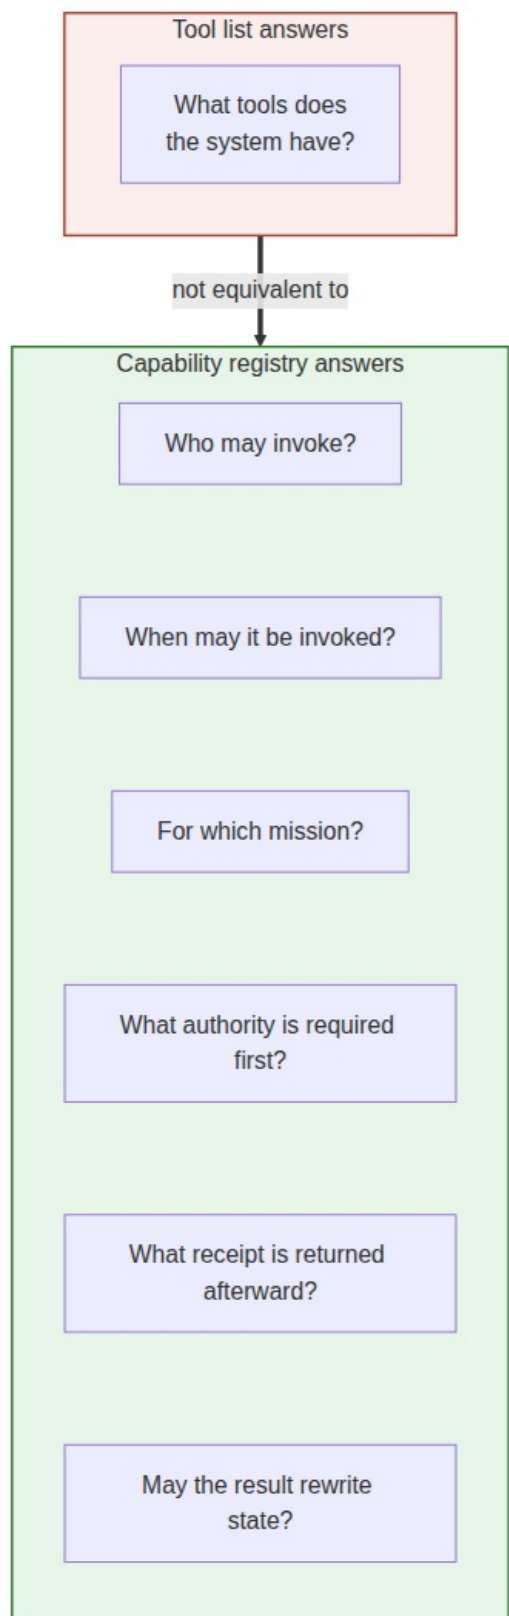 Tool list answers
What tools does
the system have?
not equivalent to
Capability registry answers
Who may invoke?
When may it be invoked?
For which mission?
What authority is required
first?
What receipt is returned
afterward?
May the result rewrite
state?